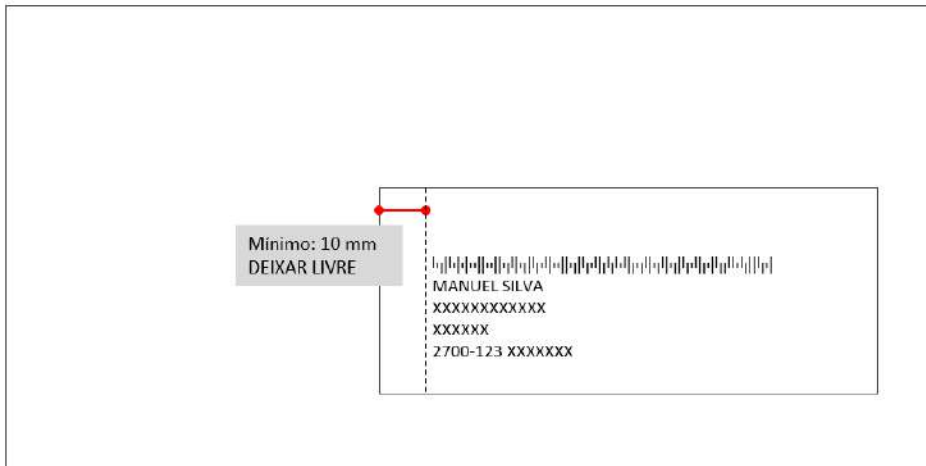 Mínimo: 10 mm
DEIXAR LIVRE
MANUEL SILVA
XXXXXXXXXXXX
XXXXXX
2700-123 XXXXXXX